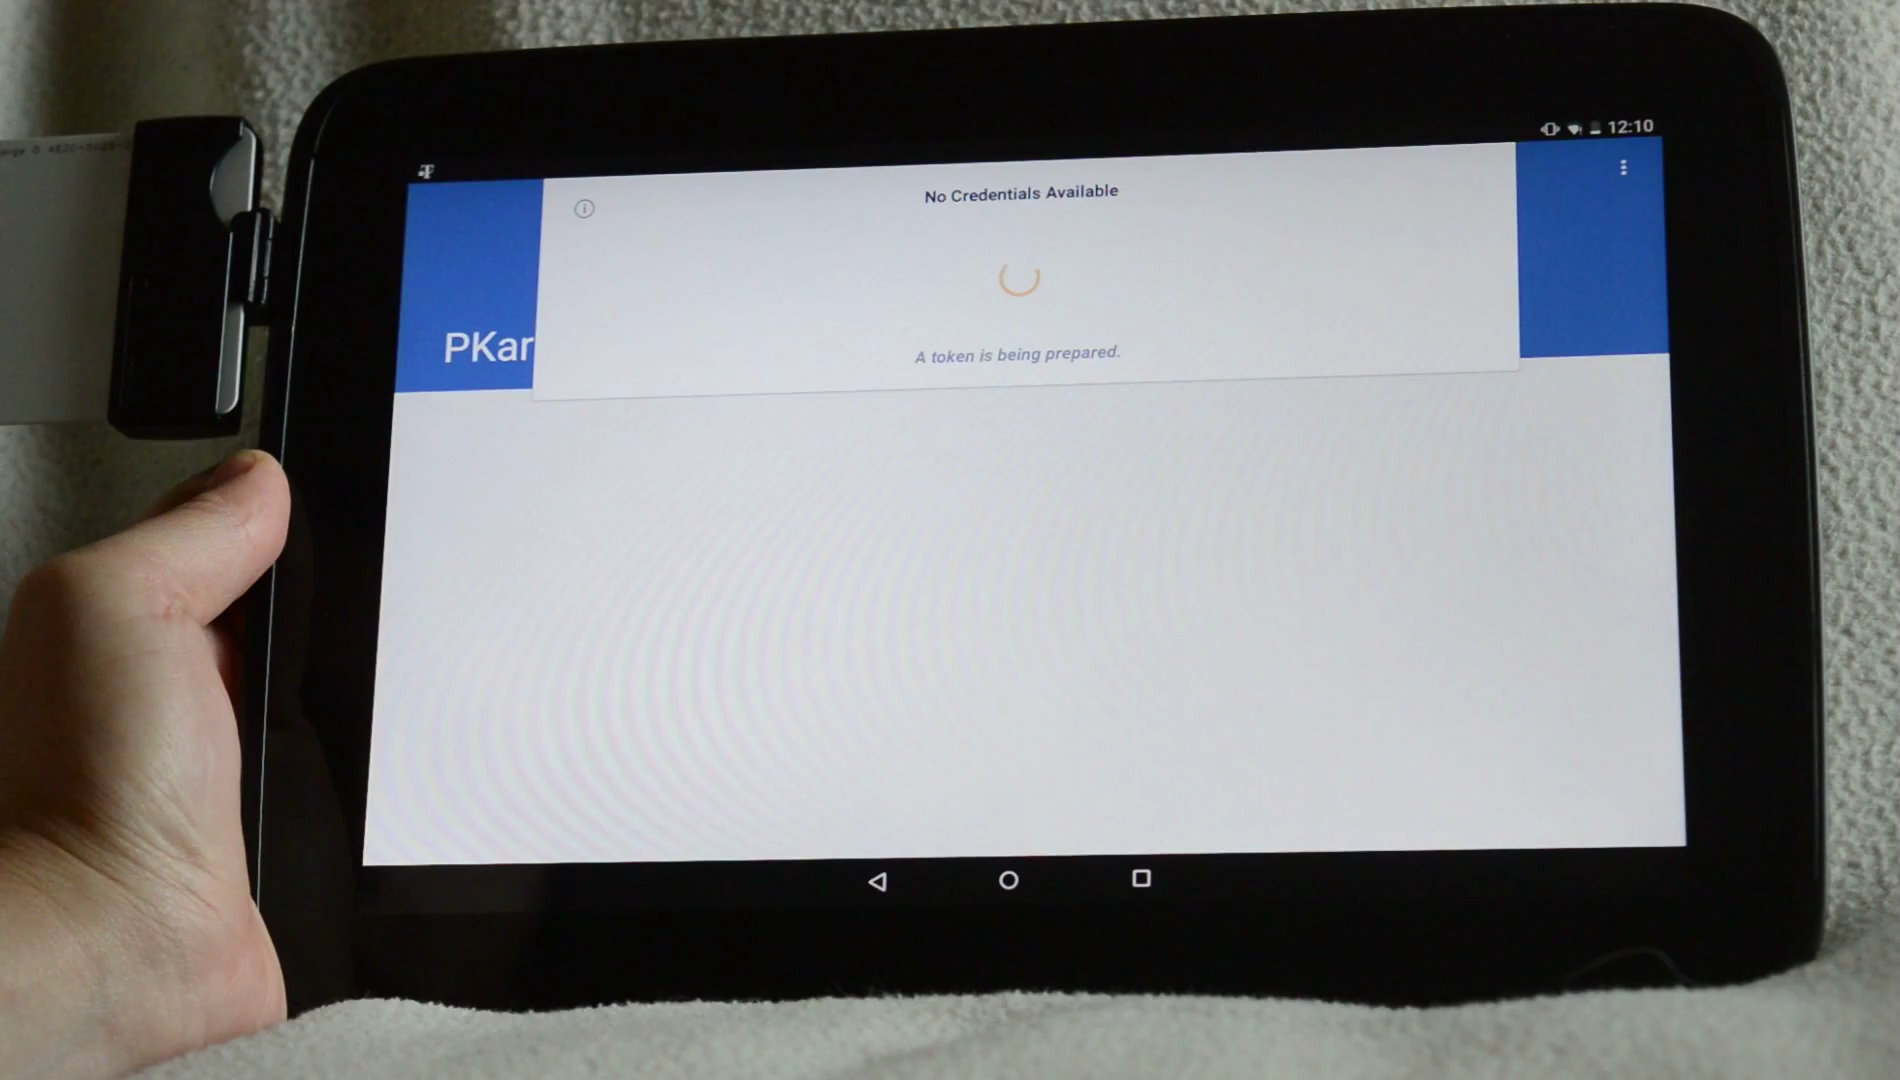 12:10
No Credentials Available
PKar
A token is being prepared.